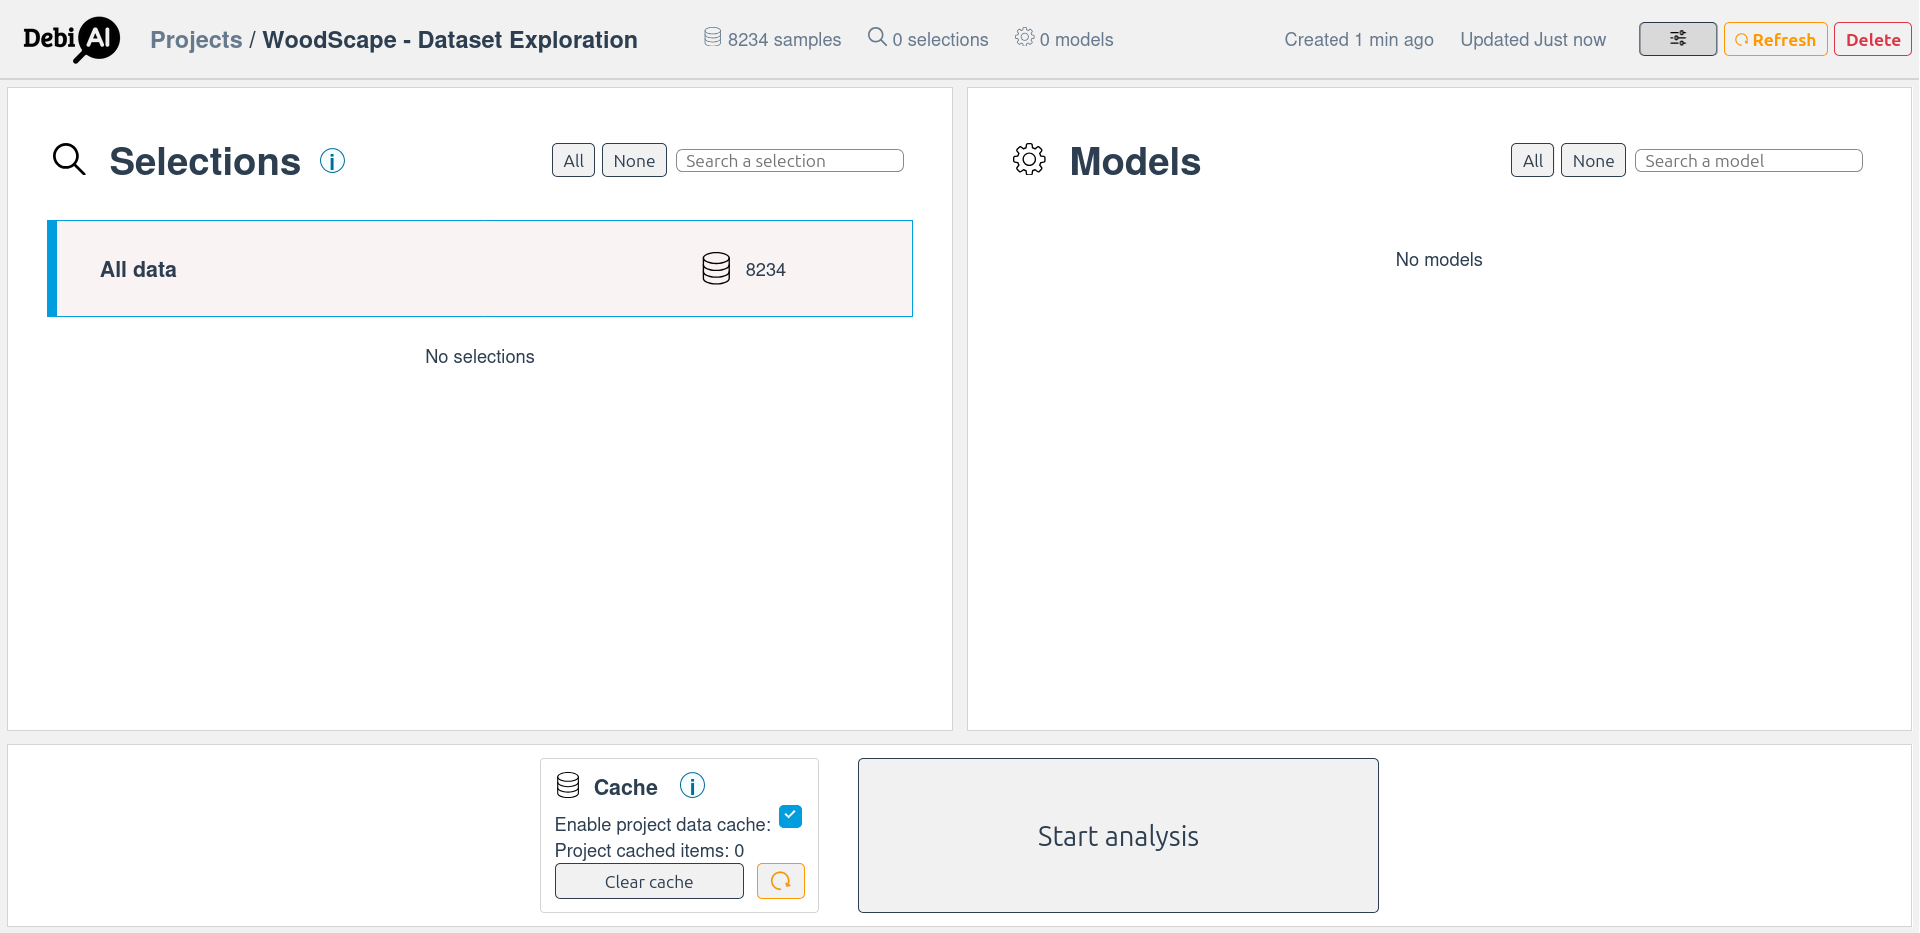 DebiAI
Projects / WoodScape - Dataset Exploration
8234 samples
0 selections
0 models
Created 1 min ago
Updated Just now
Refresh
Delete
Selections
i
All
None
Search a selection
All data
8234
No selections
Models
All
None
Search a model
No models
Cache
i
Enable project data cache:
Project cached items: 0
Clear cache
Start analysis